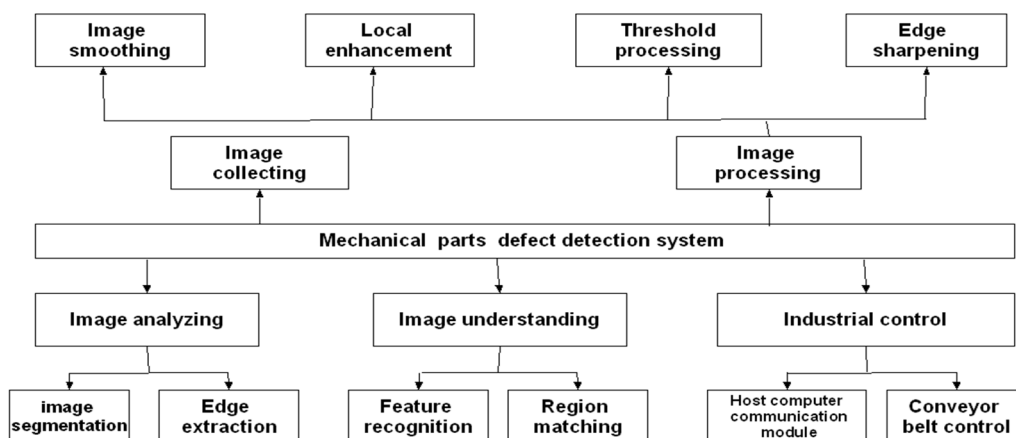 Image
smoothing
Local
enhancement
Threshold
processing
Edge
sharpening
Image
collecting
Image
processing
Mechanical parts defect detection system
Image analyzing
Image understanding
Industrial control
image
segmentation
Edge
extraction
Feature
recognition
Region
matching
Host computer
communication
module
Conveyor
belt control